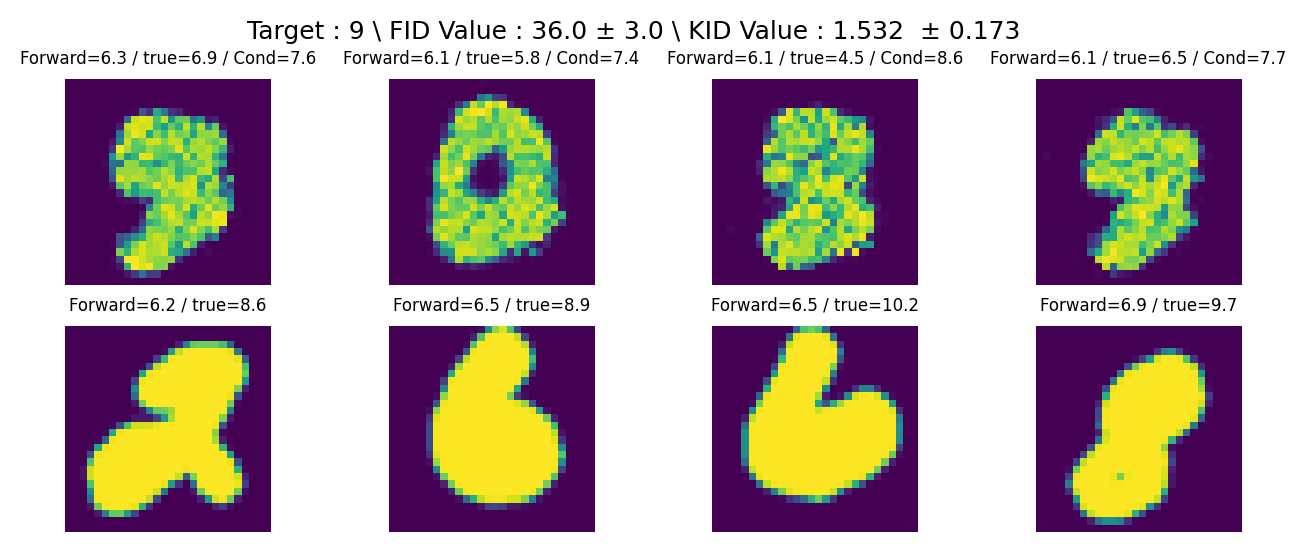 Target : 9 \ FID Value : 36.0 ± 3.0 \ KID Value : 1.532  ± 0.173
Forward=6.3 / true=6.9 / Cond=7.6
Forward=6.1 / true=5.8 / Cond=7.4
Forward=6.1 / true=4.5 / Cond=8.6
Forward=6.1 / true=6.5 / Cond=7.7
Forward=6.2 / true=8.6
Forward=6.5 / true=8.9
Forward=6.5 / true=10.2
Forward=6.9 / true=9.7